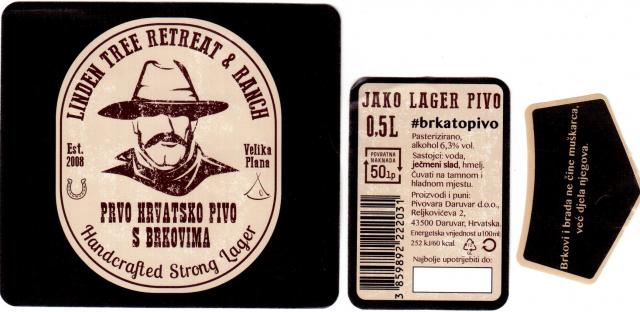 LINDEN TREE RETREAT & RANCH
Est.
2008
Velika
Plana
PRVO HRVATSKO PIVO
S BRKOVIMA
Handcrafted Strong Lager
JAKO LAGER PIVO
0,5L
#brkatopivo
Pasterizirano,
alkohol 6,3% vol.
Sastojci: voda,
ječmeni slad, hmelj.
Čuvati na tamnom i
hladnom mjestu.
POVRATNA
NAKNADA
50lp
Proizvodi i puni:
Pivovara Daruvar d.o.o.,
Reljkovićeva 2,
43500 Daruvar, Hrvatska.
Energetska vrijednost u 100ml
252 kJ/60 kcal
Najbolje upotrijebiti do:
3 859892 222031
Brkovi i brada ne čine muškarca,
već djela njegova.